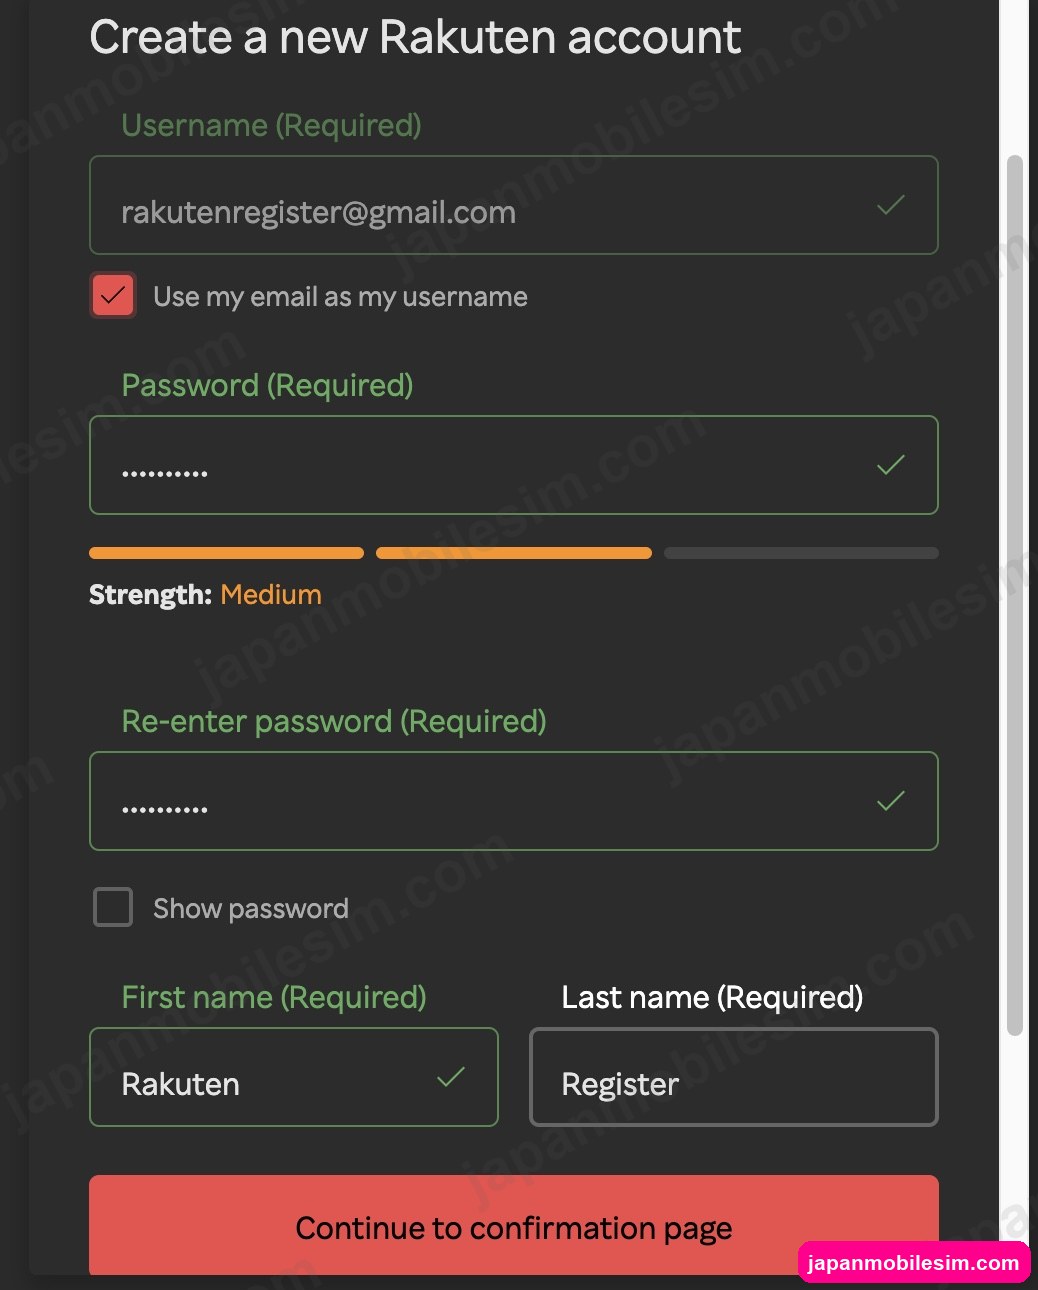 Create a new Rakuten account
Username (Required)
rakutenregister@gmail.com
Use my email as my username
Password (Required)
••••••••••
Strength: Medium
Re-enter password (Required)
••••••••••
Show password
First name (Required) Last name (Required)
Rakuten Register
Continue to confirmation page
japanmobilesim.com